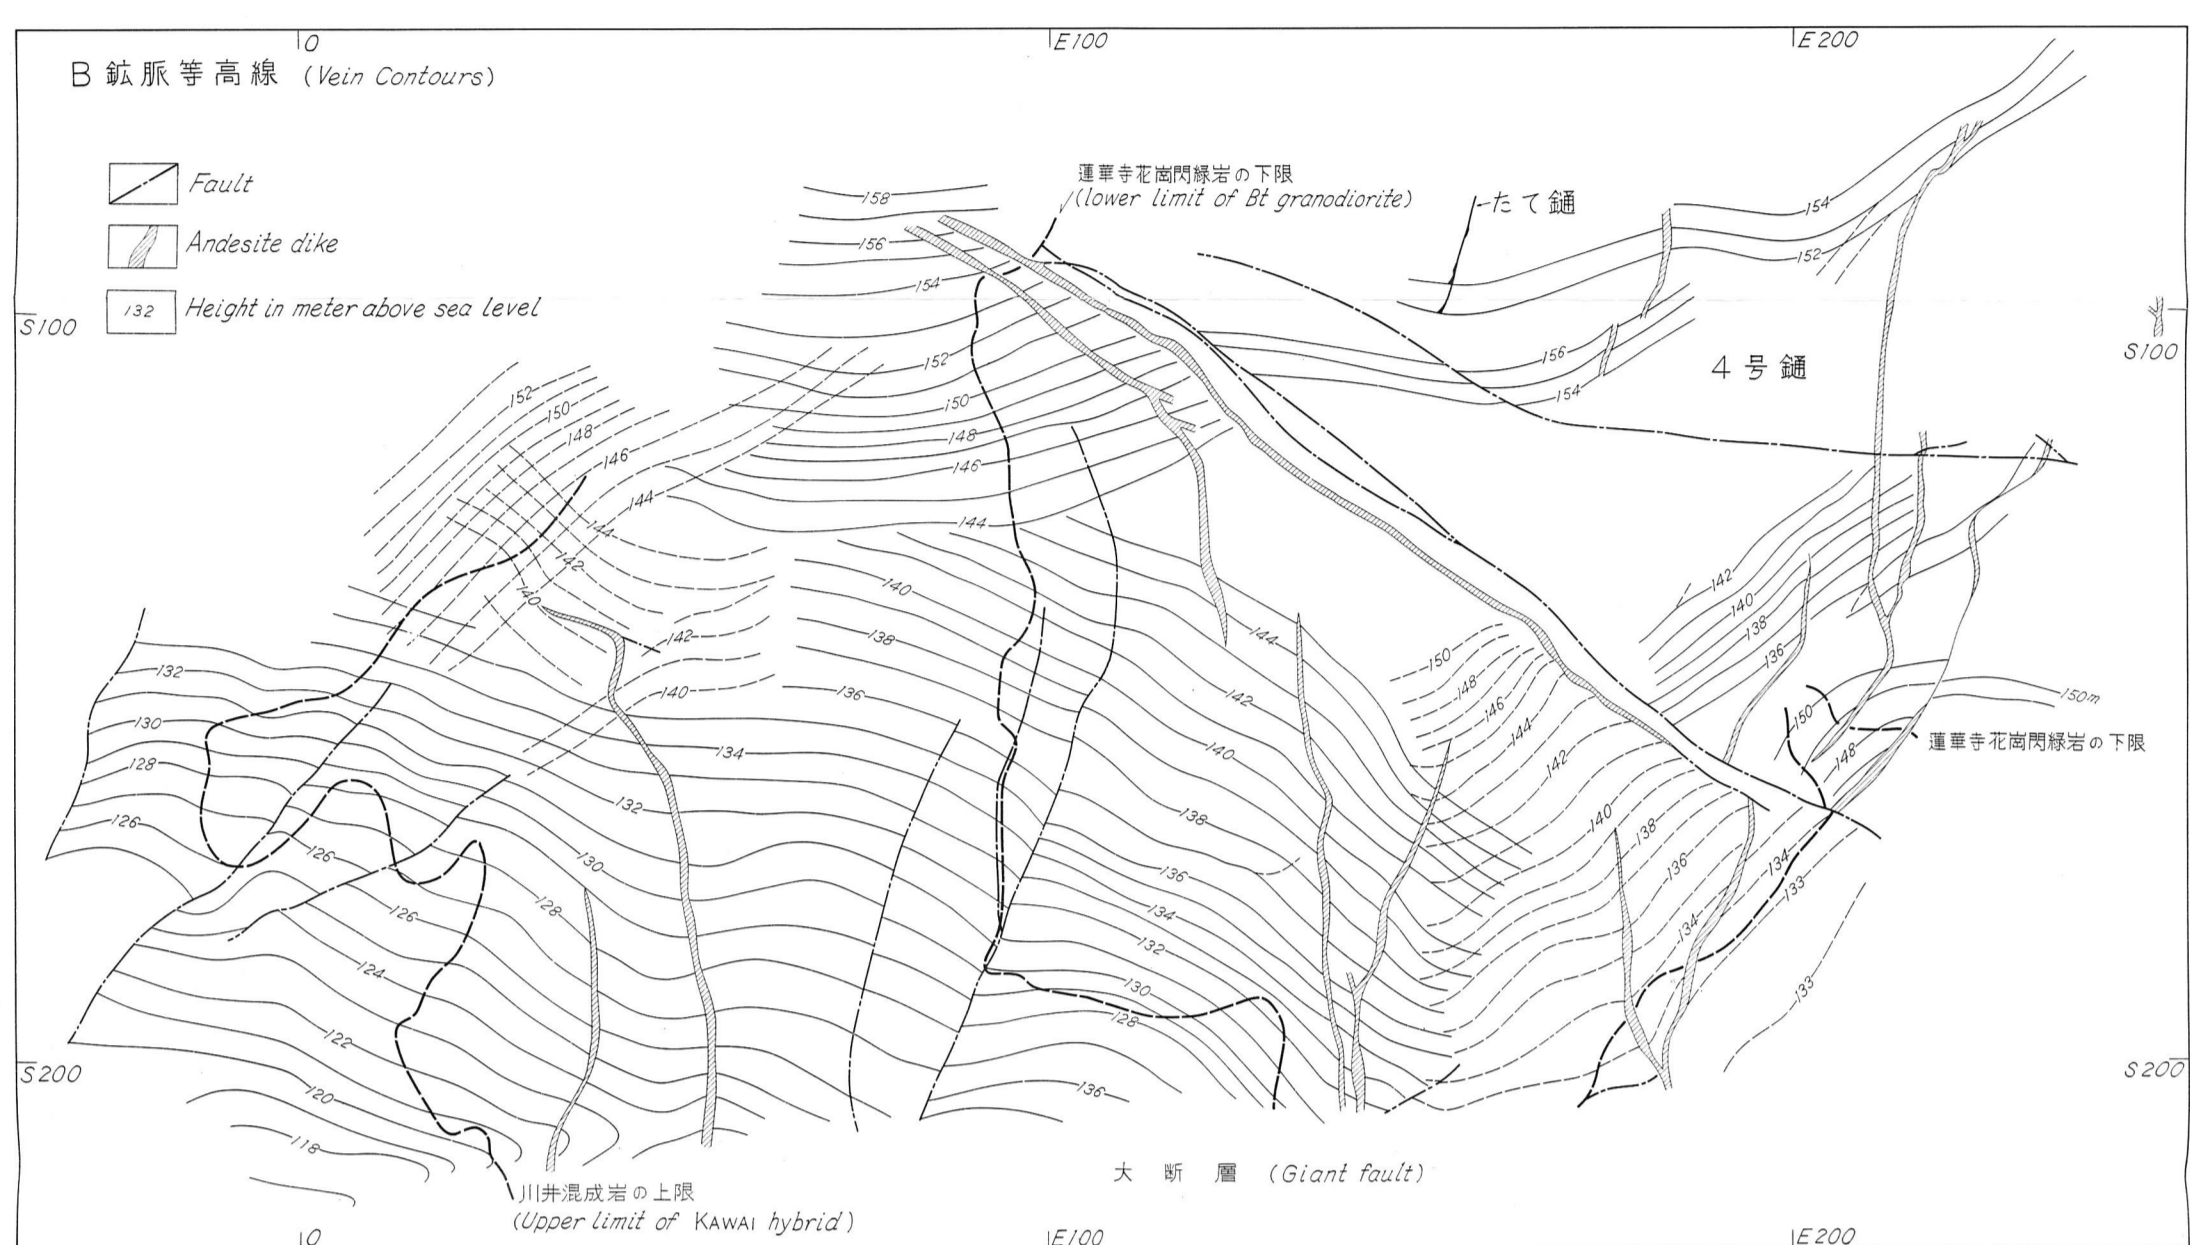 O
E100
E200
B 鉱脈等高線 (Vein Contours)
Fault
Andesite dike
132
Height in meter above sea level
蓮華寺花崗閃緑岩の下限
(lower limit of Bt granodiorite)
たて鑓
4号鑓
S100
S100
158
156
154
152
150
148
146
144
154
152
156
154
152
150
148
146
144
144
142
140
142
140
140
138
136
134
132
130
128
144
142
140
138
136
134
132
130
128
136
150
148
146
144
142
140
138
136
134
134
133
133
142
140
138
136
150
150m
148
蓮華寺花崗閃緑岩の下限
132
130
128
126
126
126
124
122
120
118
S200
S200
大断層 (Giant fault)
川井混成岩の上限
(Upper limit of KAWAI hybrid)
O
E100
E200